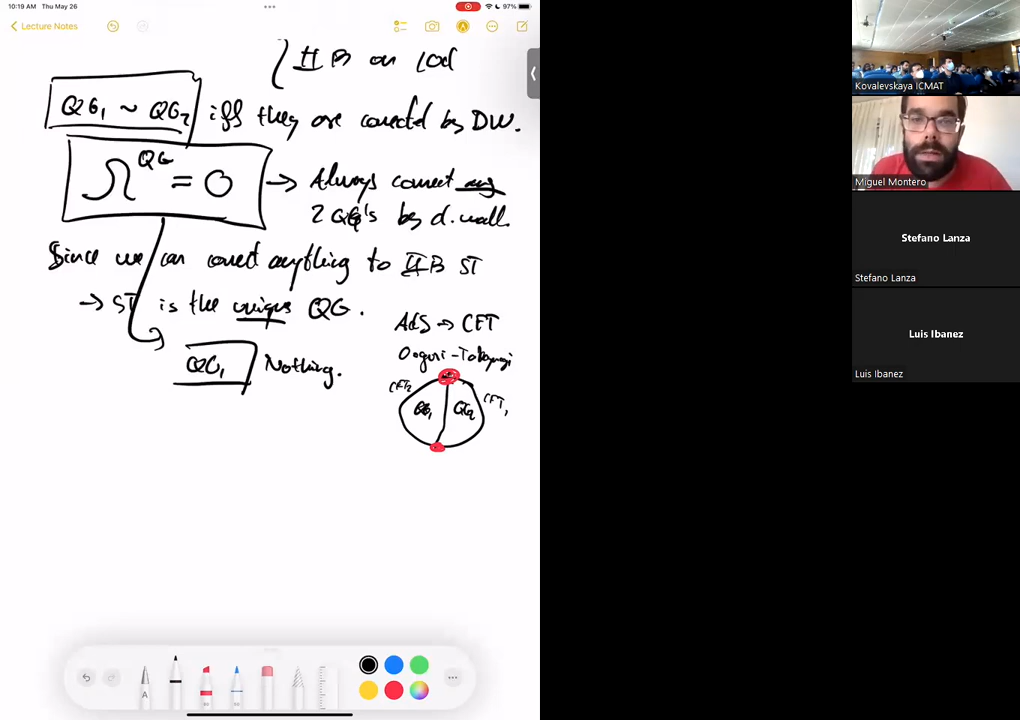 10:19 AM Thu May 26
97%
Lecture Notes
IIB on
QG₁ ~ QG₂ iff they are connected by DW.
Ω^QG = 0 → Always connect any
2 QG's by d. wall
Since we can connect anything to IIB ST
→ ST is the unique QG.
QG₁ Nothing.
AdS → CFT
Ooguri-Takayanagi
CFT₂
CFT₁
QG₁ QG₂
A
Kovalevskaya ICMAT
Miguel Montero
Stefano Lanza
Stefano Lanza
Luis Ibanez
Luis Ibanez